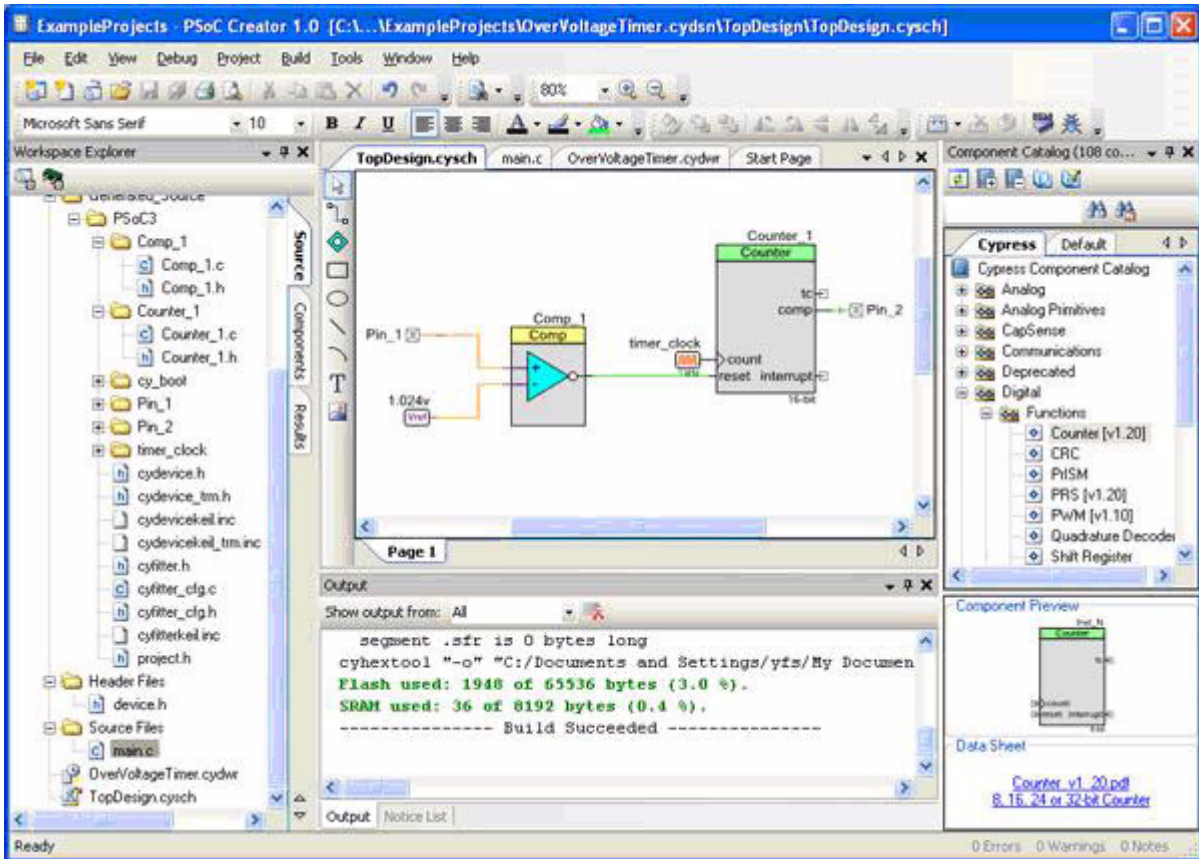 ExampleProjects - PSoC Creator 1.0 [C:\...\ExampleProjects\OverVoltageTimer.cydsn\TopDesign\TopDesign.cysch]
File Edit View Debug Project Build Tools Window Help
80%
Microsoft Sans Serif 10 B I U A
Workspace Explorer
Generated_Source
PSoC3
Comp_1
Comp_1.c
Comp_1.h
Counter_1
Counter_1.c
Counter_1.h
cy_boot
Pin_1
Pin_2
timer_clock
cydevice.h
cydevice_trm.h
cydevicekeil.inc
cydevicekeil_trm.inc
cyfitter.h
cyfitter_cfg.c
cyfitter_cfg.h
cyfitterkeil.inc
project.h
Header Files
device.h
Source Files
main.c
OverVoltageTimer.cydwr
TopDesign.cysch
Source
Components
Results
TopDesign.cysch main.c OverVoltageTimer.cydwr Start Page
T
Counter_1
Counter
tc
comp
Pin_2
Comp_1
Comp
Pin_1
timer_clock
count
reset interrupt
16-bit
1.024v
Vref
Page 1
Output
Show output from: All
segment .sfr is 0 bytes long
cyhextool "-o" "C:/Documents and Settings/yfs/My Documen
Flash used: 1948 of 65536 bytes (3.0 %).
SRAM used: 36 of 8192 bytes (0.4 %).
--------------- Build Succeeded ---------------
Output Notice List
Component Catalog (108 co...
Cypress Default
Cypress Component Catalog
Analog
Analog Primitives
CapSense
Communications
Deprecated
Digital
Functions
Counter [v1.20]
CRC
PrISM
PRS [v1.20]
PWM [v1.10]
Quadrature Decoder
Shift Register
Component Preview
Inst_N
Counter
Data Sheet
Counter_v1_20.pdf
8, 16, 24 or 32-bit Counter
Ready
0 Errors 0 Warnings 0 Notes